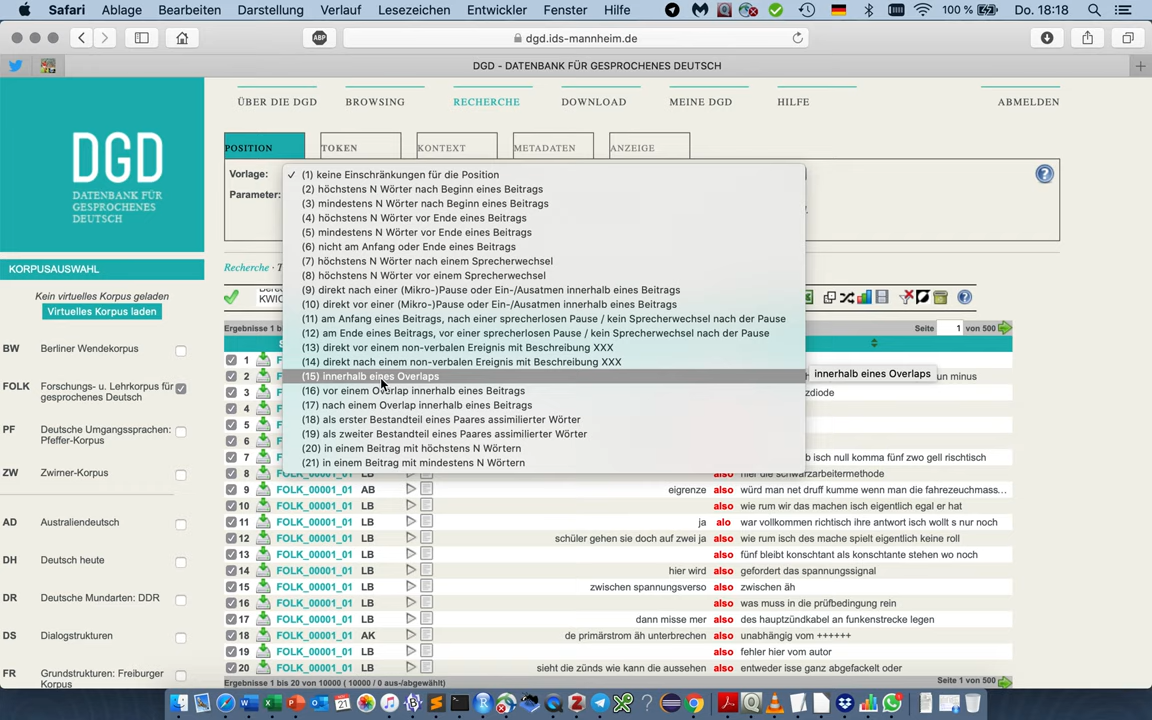 Safari Ablage Bearbeiten Darstellung Verlauf Lesezeichen Entwickler Fenster Hilfe 100 % Do. 18:18
ABP
dgd.ids-mannheim.de
DGD - DATENBANK FÜR GESPROCHENES DEUTSCH
ÜBER DIE DGD BROWSING RECHERCHE DOWNLOAD MEINE DGD HILFE ABMELDEN
DGD
DATENBANK FÜR
GESPROCHENES
DEUTSCH
POSITION TOKEN KONTEXT METADATEN ANZEIGE
Vorlage:
Parameter:
✓ (1) keine Einschränkungen für die Position
(2) höchstens N Wörter nach Beginn eines Beitrags
(3) mindestens N Wörter nach Beginn eines Beitrags
(4) höchstens N Wörter vor Ende eines Beitrags
(5) mindestens N Wörter vor Ende eines Beitrags
(6) nicht am Anfang oder Ende eines Beitrags
(7) höchstens N Wörter nach einem Sprecherwechsel
(8) höchstens N Wörter vor einem Sprecherwechsel
(9) direkt nach einer (Mikro-)Pause oder Ein-/Ausatmen innerhalb eines Beitrags
(10) direkt vor einer (Mikro-)Pause oder Ein-/Ausatmen innerhalb eines Beitrags
(11) am Anfang eines Beitrags, nach einer sprecherlosen Pause / kein Sprecherwechsel nach der Pause
(12) am Ende eines Beitrags, vor einer sprecherlosen Pause / kein Sprecherwechsel nach der Pause
(13) direkt vor einem non-verbalen Ereignis mit Beschreibung XXX
(14) direkt nach einem non-verbalen Ereignis mit Beschreibung XXX
(15) innerhalb eines Overlaps
(16) vor einem Overlap innerhalb eines Beitrags
(17) nach einem Overlap innerhalb eines Beitrags
(18) als erster Bestandteil eines Paares assimilierter Wörter
(19) als zweiter Bestandteil eines Paares assimilierter Wörter
(20) in einem Beitrag mit höchstens N Wörtern
(21) in einem Beitrag mit mindestens N Wörtern
innerhalb eines Overlaps
KORPUSAUSWAHL
Kein virtuelles Korpus geladen
Virtuelles Korpus laden
BW Berliner Wendekorpus
FOLK Forschungs- u. Lehrkorpus für
gesprochenes Deutsch
PF Deutsche Umgangssprachen:
Pfeffer-Korpus
ZW Zwirner-Korpus
AD Australiendeutsch
DH Deutsch heute
DR Deutsche Mundarten: DDR
DS Dialogstrukturen
FR Grundstrukturen: Freiburger
Korpus
Recherche · T
KWIC
Ergebnisse 1 b Seite 1 von 500
S
1 F
2 F un minus
3 F zdiode
4 F
5 F
6 F
7 F isch null komma fünf zwo gell rischtisch
8 FOLK_00001_01 LB also hier die schwarzarbeitermethode
9 FOLK_00001_01 AB eigrenze also würd man net druff kumme wenn man die fahrezeuchmass...
10 FOLK_00001_01 LB also wie rum wir das machen isch eigentlich egal er hat
11 FOLK_00001_01 LB ja alo war vollkommen richtisch ihre antwort isch wollt s nur noch
12 FOLK_00001_01 LB schüler gehen sie doch auf zwei ja also wie rum isch des mache spielt eigentlich keine roll
13 FOLK_00001_01 LB also fünf bleibt konschtant als konschtante stehen wo noch
14 FOLK_00001_01 LB hier wird also gefordert das spannungssignal
15 FOLK_00001_01 LB zwischen spannungsverso also zwischen äh
16 FOLK_00001_01 LB also was muss in die prüfbedingung rein
17 FOLK_00001_01 LB dann misse mer also des hauptzündkabel an funkenstrecke legen
18 FOLK_00001_01 AK de primärstrom äh unterbrechen also unabhängig vom ++++++
19 FOLK_00001_01 LB also fehler hier vom autor
20 FOLK_00001_01 LB sieht die zünds wie kann die aussehen also entweder isse ganz abgefackelt oder
Ergebnisse 1 bis 20 von 10000 ( 10000 / 0 aus-/abgewählt) Seite 1 von 500